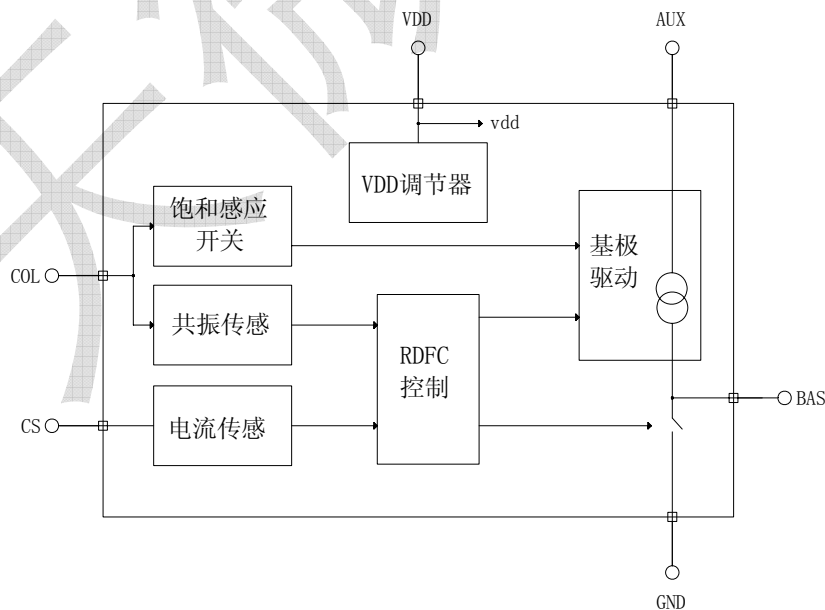 VDD
AUX
vdd
VDD调节器
饱和感应
开关
基极
驱动
COL
共振传感
RDFC
控制
BAS
CS
电流传感
GND